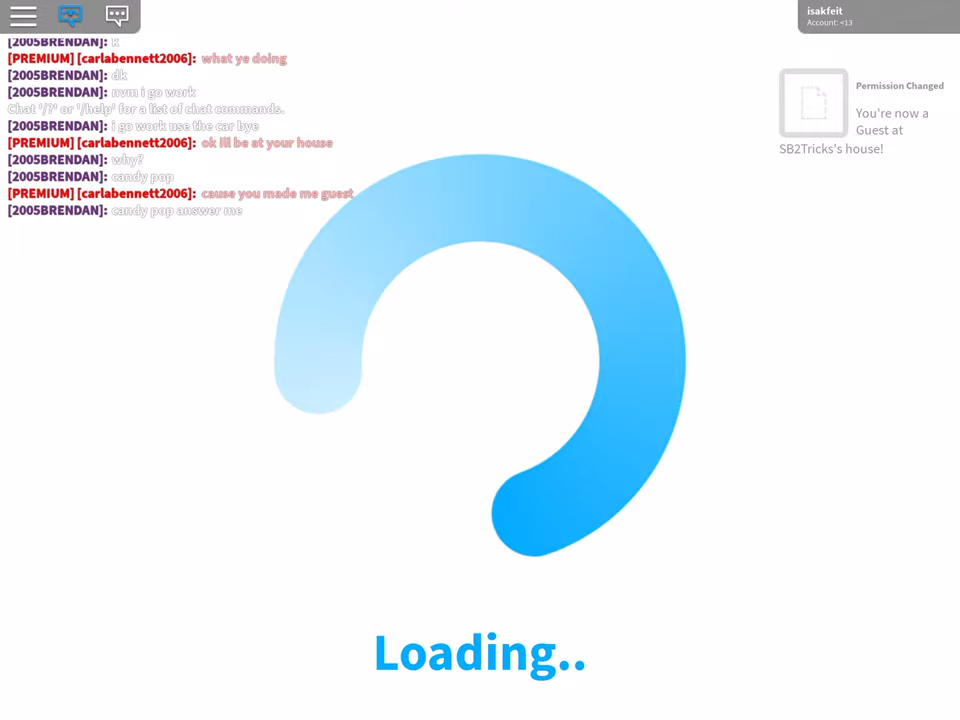 isakfeit
Account: <13
[2005BRENDAN]: k
[PREMIUM] [carlabennett2006]: what ye doing
[2005BRENDAN]: dk
[2005BRENDAN]: nvm i go work
Chat '/?' or '/help' for a list of chat commands.
[2005BRENDAN]: i go work use the car bye
[PREMIUM] [carlabennett2006]: ok illl be at your house
[2005BRENDAN]: why?
[2005BRENDAN]: candy pop
[PREMIUM] [carlabennett2006]: cause you made me guest
[2005BRENDAN]: candy pop answer me
Permission Changed
You're now a
Guest at
SB2Tricks's house!
Loading..